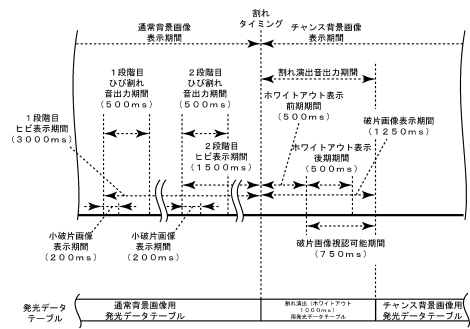 割れ
タイミング
通常背景画像
表示期間
チャンス背景画像
表示期間
割れ演出音出力期間
1段階目
ひび割れ
音出力期間
(500ms)
2段階目
ひび割れ
音出力期間
(500ms)
ホワイトアウト表示
前期期間
(500ms)
破片画像表示期間
(1250ms)
1段階目
ヒビ表示期間
(3000ms)
2段階目
ヒビ表示期間
(1500ms)
ホワイトアウト表示
後期期間
(500ms)
小破片画像
表示期間
(200ms)
小破片画像
表示期間
(200ms)
破片画像視認可能期間
(750ms)
発光データ
テーブル
通常背景画像用
発光データテーブル
割れ演出(ホワイトアウト
1000ms)
用発光データテーブル
チャンス背景画像用
発光データテーブル